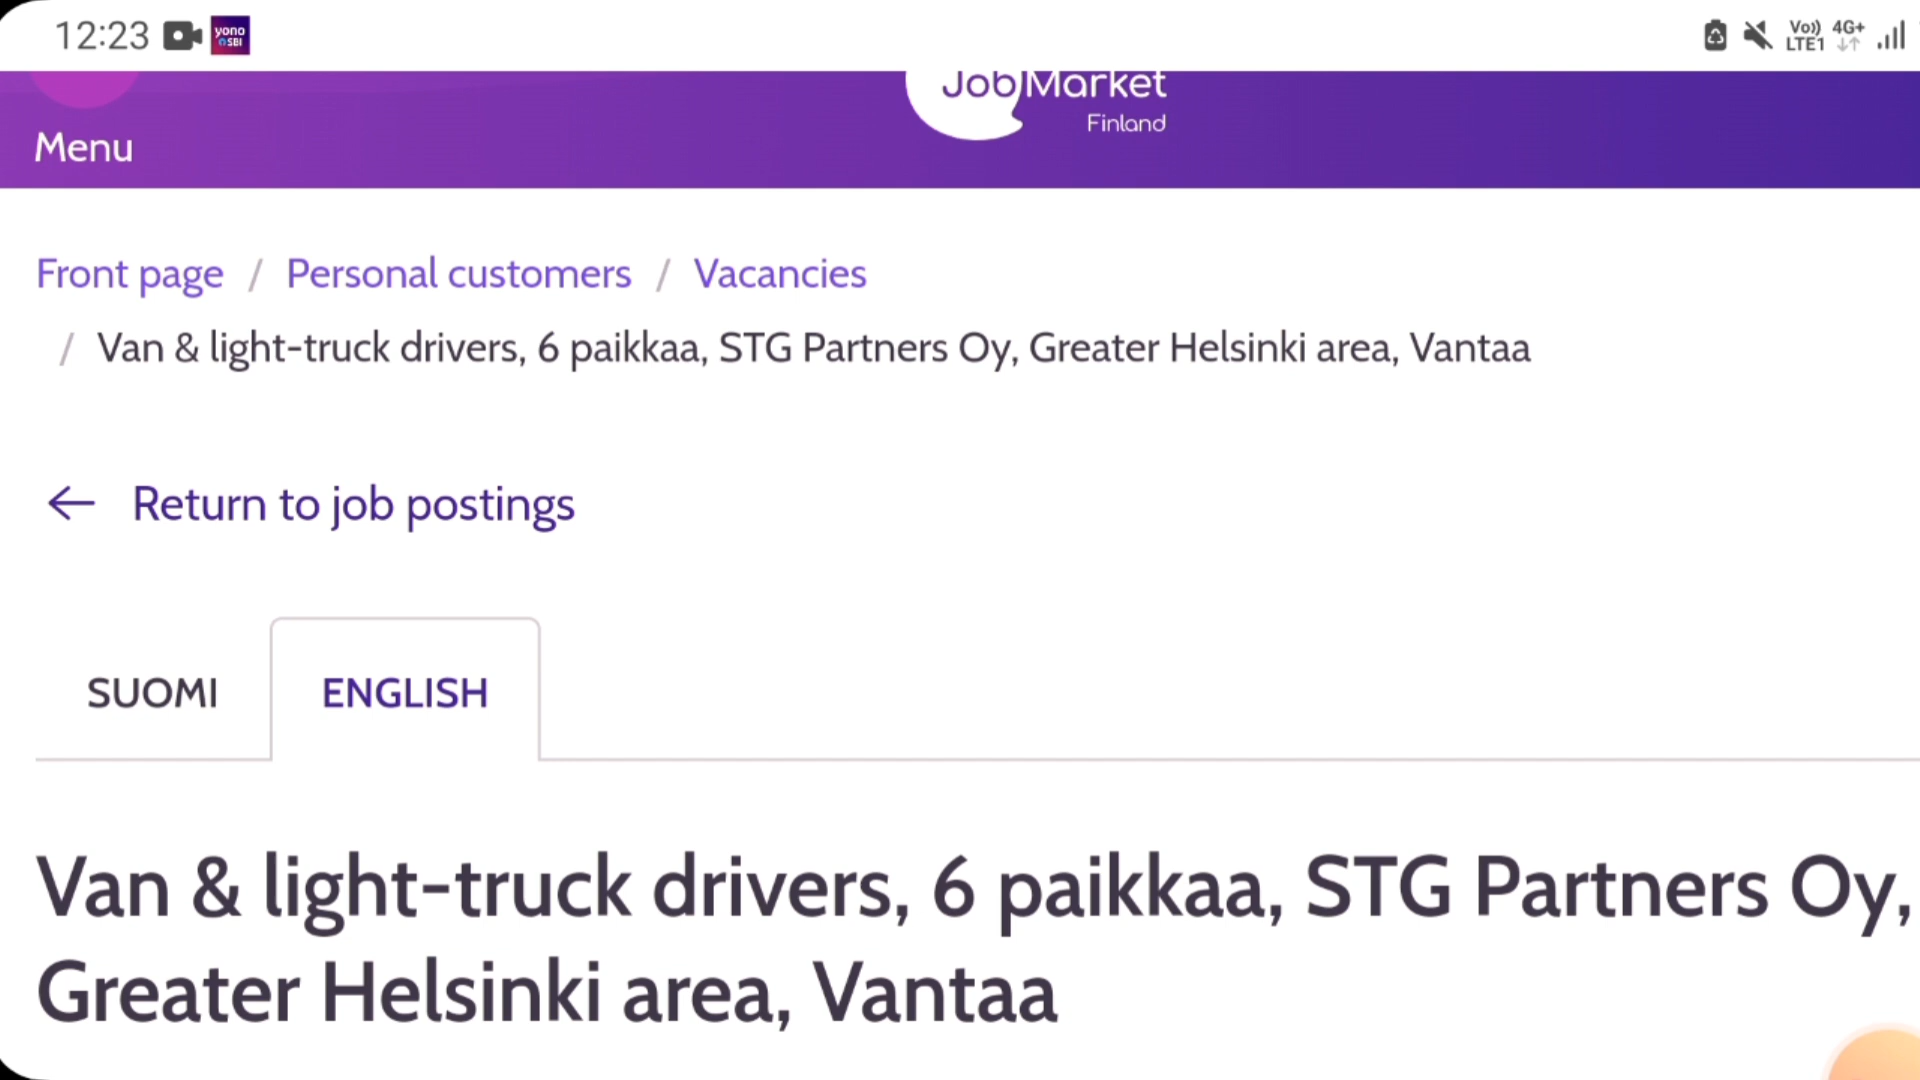 12:23 yono SBI Vo)) LTE1 4G+
Job Market
Finland
Menu
Front page / Personal customers / Vacancies
/ Van & light-truck drivers, 6 paikkaa, STG Partners Oy, Greater Helsinki area, Vantaa
← Return to job postings
SUOMI ENGLISH
Van & light-truck drivers, 6 paikkaa, STG Partners Oy,
Greater Helsinki area, Vantaa